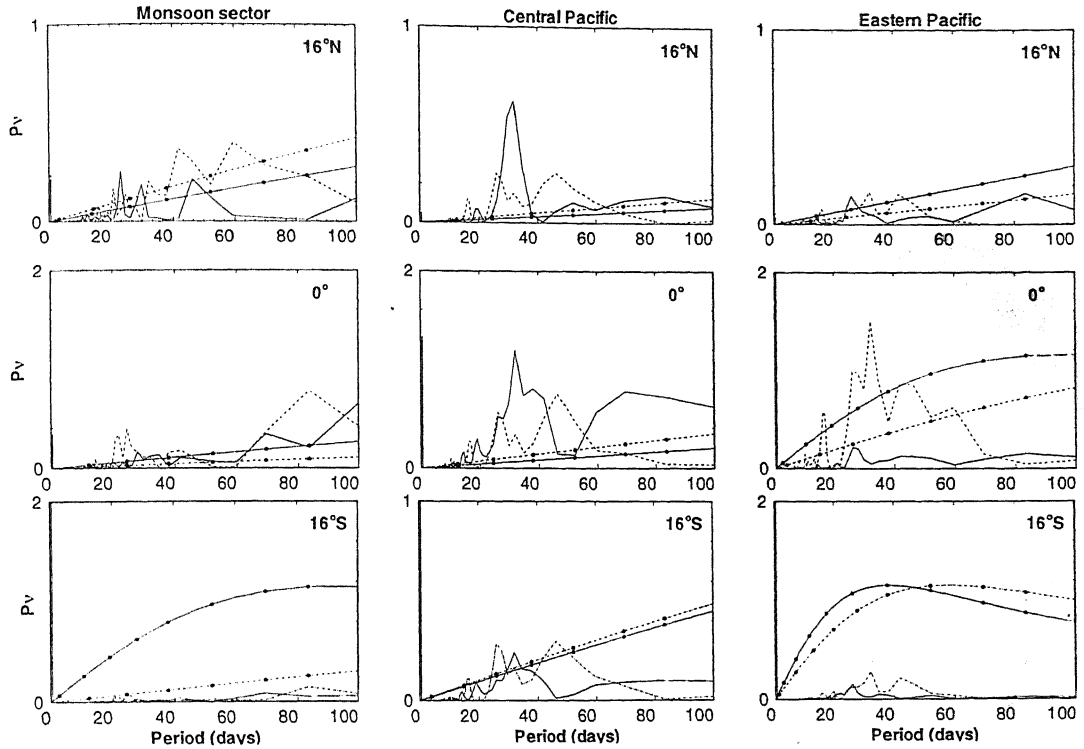 Monsoon sector Central Pacific Eastern Pacific
1 1 1
16°N 16°N 16°N
Pν
0 0 0
0 20 40 60 80 100 0 20 40 60 80 100 0 20 40 60 80 100
2 2 2
0° 0° 0°
Pν
0 0 0
0 20 40 60 80 100 0 20 40 60 80 100 0 20 40 60 80 100
2 1 2
16°S 16°S 16°S
Pν
0 0 0
0 20 40 60 80 100 0 20 40 60 80 100 0 20 40 60 80 100
Period (days) Period (days) Period (days)